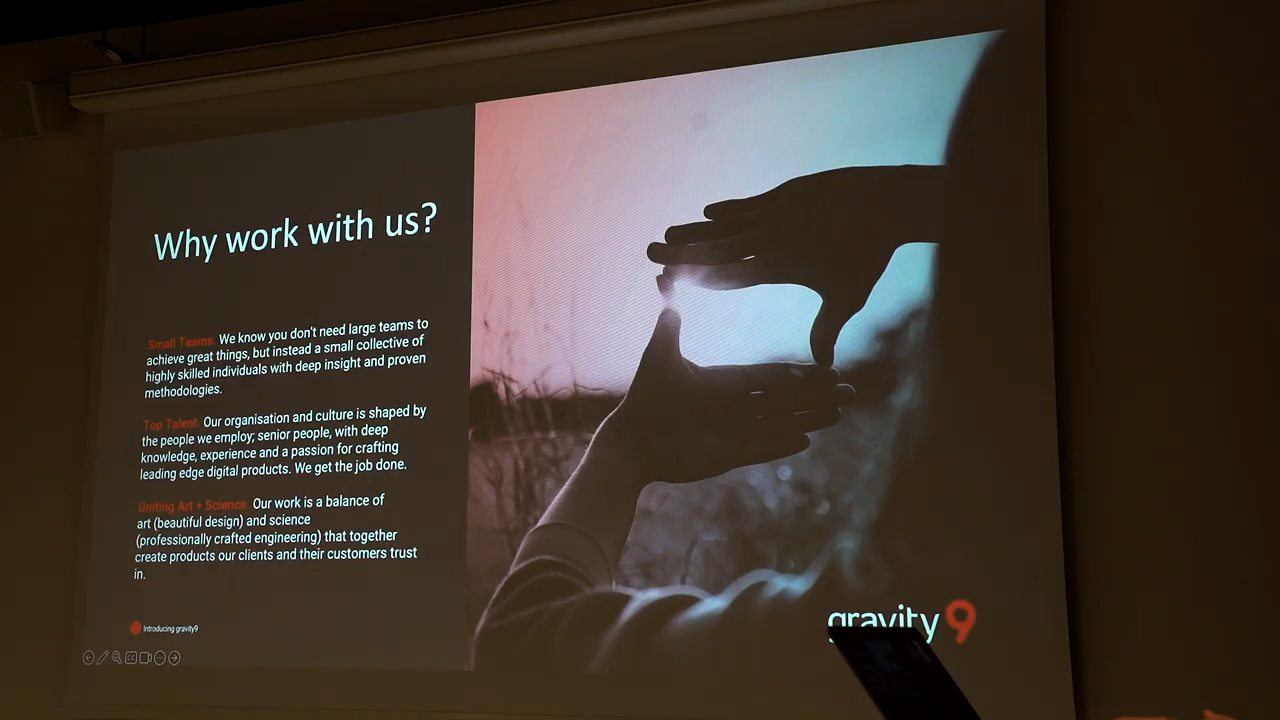 Why work with us?
Small Teams. We know you don't need large teams to
achieve great things, but instead a small collective of
highly skilled individuals with deep insight and proven
methodologies.
Top Talent. Our organisation and culture is shaped by
the people we employ; senior people, with deep
knowledge, experience and a passion for crafting
leading edge digital products. We get the job done.
Uniting Art + Science. Our work is a balance of
art (beautiful design) and science
(professionally crafted engineering) that together
create products our clients and their customers trust
in.
Introducing gravity9
gravity9